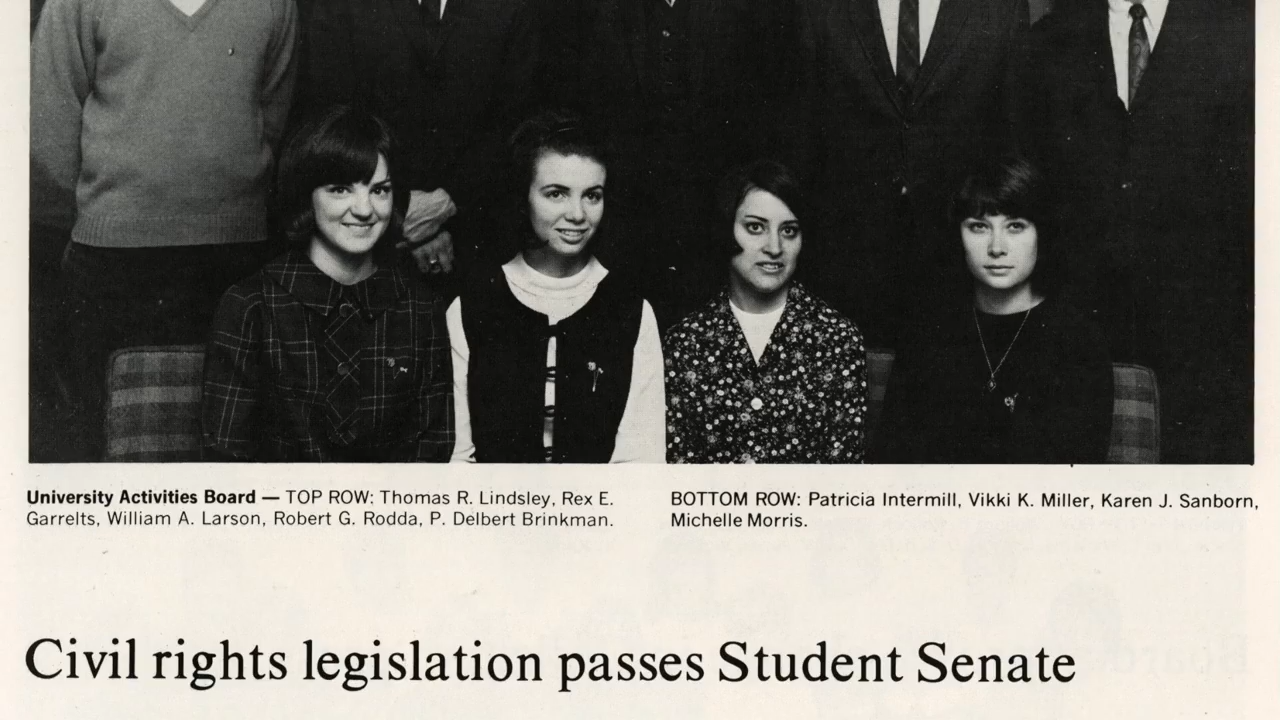 University Activities Board — TOP ROW: Thomas R. Lindsley, Rex E.
Garrelts, William A. Larson, Robert G. Rodda, P. Delbert Brinkman.
BOTTOM ROW: Patricia Intermill, Vikki K. Miller, Karen J. Sanborn,
Michelle Morris.
Civil rights legislation passes Student Senate